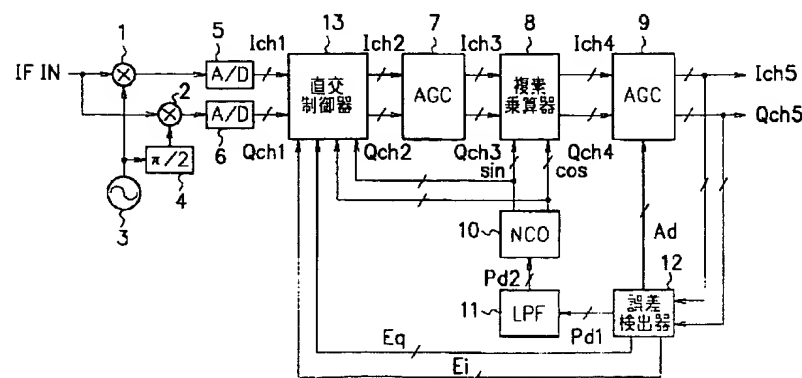 1
5
13
7
8
9
IF IN
A/D
Ich1
直交
制御器
Ich2
AGC
Ich3
複素
乗算器
Ich4
AGC
Ich5
2
A/D
Qch1
Qch2
Qch3
Qch4
Qch5
6
π/2
4
3
sin
cos
10
NCO
Ad
12
Pd2
11
LPF
Pd1
誤差
検出器
Eq
Ei